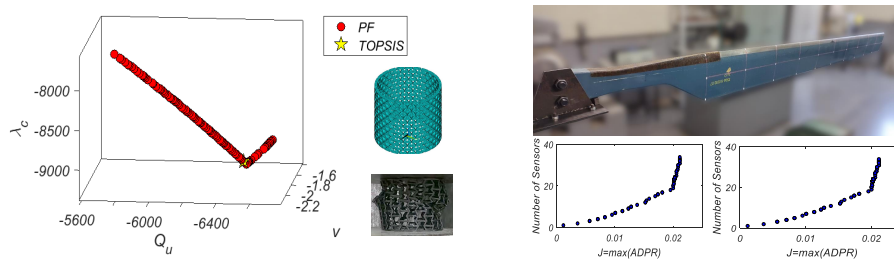 PF
TOPSIS
-8000
-8500
-9000
λc
-5600
-6000
-6400
Qu
-1.6
-1.8
-2
-2.2
v
Number of Sensors
40
20
0
0.01
0.02
J=max(ADPR)
Number of Sensors
40
20
0
0.01
0.02
J=max(ADPR)